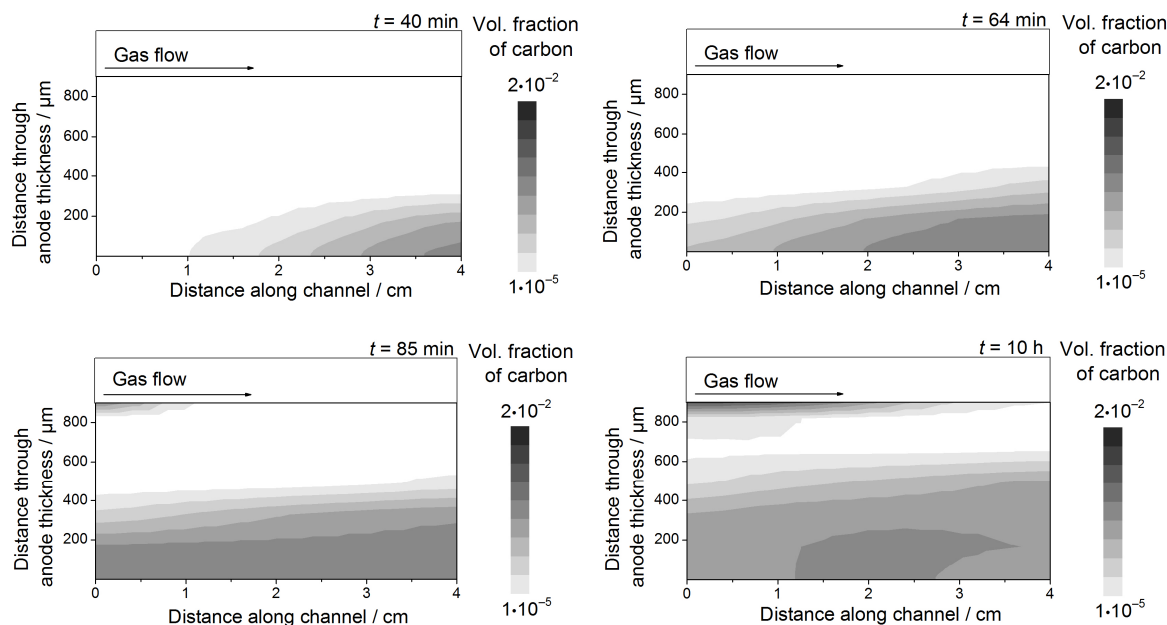 t = 40 min
Vol. fraction
of carbon
Gas flow
2•10⁻²
1•10⁻⁵
Distance through
anode thickness / µm
800
600
400
200
0 1 2 3 4
Distance along channel / cm
t = 64 min
Vol. fraction
of carbon
Gas flow
2•10⁻²
1•10⁻⁵
Distance through
anode thickness / µm
800
600
400
200
0 1 2 3 4
Distance along channel / cm
t = 85 min
Vol. fraction
of carbon
Gas flow
2•10⁻²
1•10⁻⁵
Distance through
anode thickness / µm
800
600
400
200
0 1 2 3 4
Distance along channel / cm
t = 10 h
Vol. fraction
of carbon
Gas flow
2•10⁻²
1•10⁻⁵
Distance through
anode thickness / µm
800
600
400
200
0 1 2 3 4
Distance along channel / cm